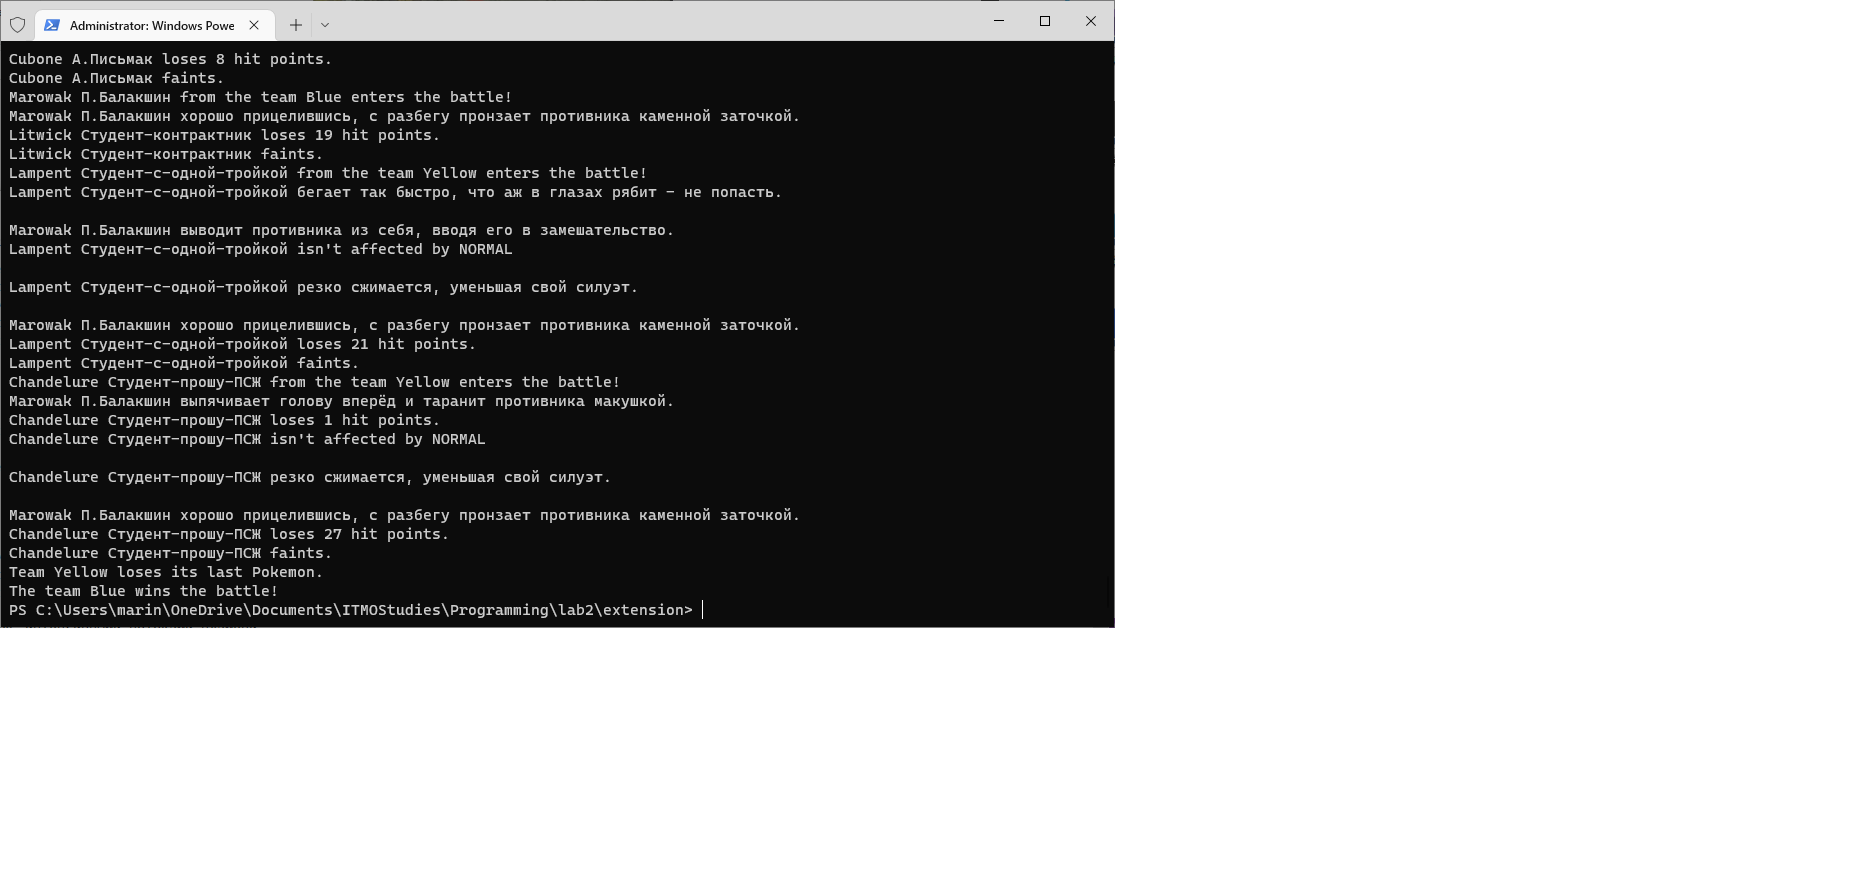 Administrator: Windows Powe
Cubone А.Письмак loses 8 hit points.
Cubone А.Письмак faints.
Marowak П.Балакшин from the team Blue enters the battle!
Marowak П.Балакшин хорошо прицелившись, с разбегу пронзает противника каменной заточкой.
Litwick Студент-контрактник loses 19 hit points.
Litwick Студент-контрактник faints.
Lampent Студент-с-одной-тройкой from the team Yellow enters the battle!
Lampent Студент-с-одной-тройкой бегает так быстро, что аж в глазах рябит - не попасть.
Marowak П.Балакшин выводит противника из себя, вводя его в замешательство.
Lampent Студент-с-одной-тройкой isn't affected by NORMAL
Lampent Студент-с-одной-тройкой резко сжимается, уменьшая свой силуэт.
Marowak П.Балакшин хорошо прицелившись, с разбегу пронзает противника каменной заточкой.
Lampent Студент-с-одной-тройкой loses 21 hit points.
Lampent Студент-с-одной-тройкой faints.
Chandelure Студент-прошу-ПСЖ from the team Yellow enters the battle!
Marowak П.Балакшин выпячивает голову вперёд и таранит противника макушкой.
Chandelure Студент-прошу-ПСЖ loses 1 hit points.
Chandelure Студент-прошу-ПСЖ isn't affected by NORMAL
Chandelure Студент-прошу-ПСЖ резко сжимается, уменьшая свой силуэт.
Marowak П.Балакшин хорошо прицелившись, с разбегу пронзает противника каменной заточкой.
Chandelure Студент-прошу-ПСЖ loses 27 hit points.
Chandelure Студент-прошу-ПСЖ faints.
Team Yellow loses its last Pokemon.
The team Blue wins the battle!
PS C:\Users\marin\OneDrive\Documents\ITMOStudies\Programming\lab2\extension>